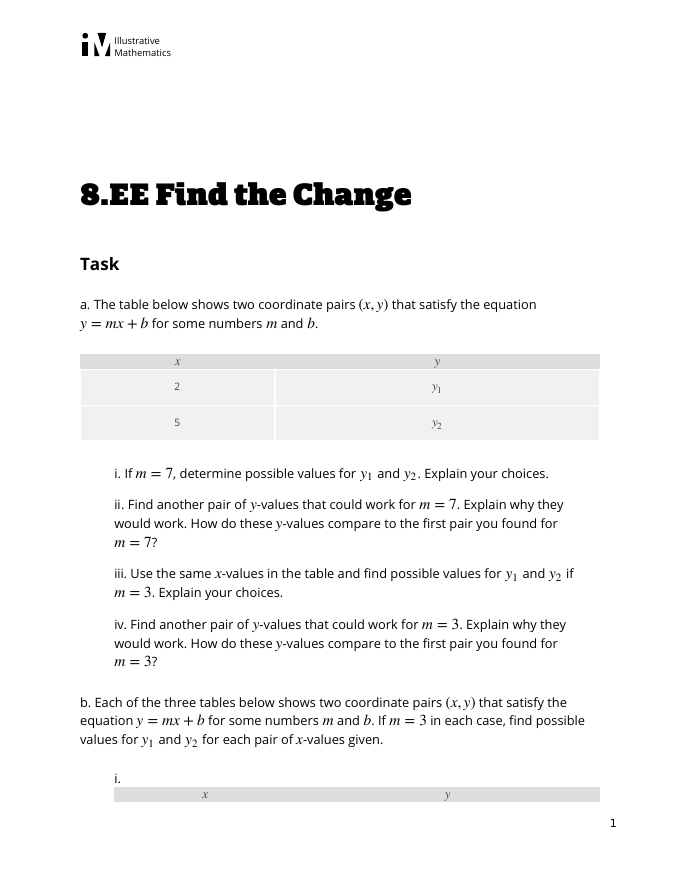 Illustrative
Mathematics
8.EE Find the Change
Task
a. The table below shows two coordinate pairs (x, y) that satisfy the equation
y = mx + b for some numbers m and b.
x y
2 y₁
5 y₂
i. If m = 7, determine possible values for y₁ and y₂. Explain your choices.
ii. Find another pair of y-values that could work for m = 7. Explain why they
would work. How do these y-values compare to the first pair you found for
m = 7?
iii. Use the same x-values in the table and find possible values for y₁ and y₂ if
m = 3. Explain your choices.
iv. Find another pair of y-values that could work for m = 3. Explain why they
would work. How do these y-values compare to the first pair you found for
m = 3?
b. Each of the three tables below shows two coordinate pairs (x, y) that satisfy the
equation y = mx + b for some numbers m and b. If m = 3 in each case, find possible
values for y₁ and y₂ for each pair of x-values given.
i.
x y
1